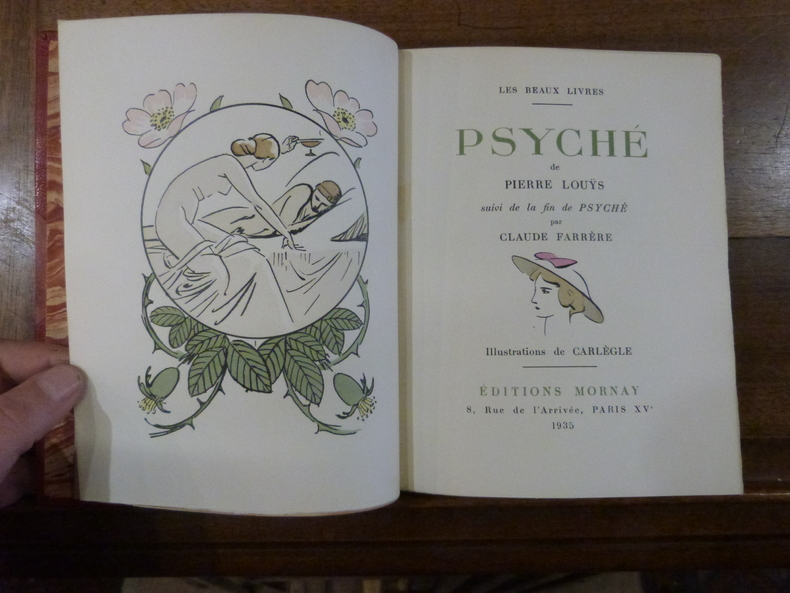 LES BEAUX LIVRES
PSYCHÉ
de
PIERRE LOUŸS
suivi de la fin de PSYCHÉ
par
CLAUDE FARRÈRE
Illustrations de CARLÈGLE
ÉDITIONS MORNAY
8, Rue de l'Arrivée, PARIS XVᵉ
1935